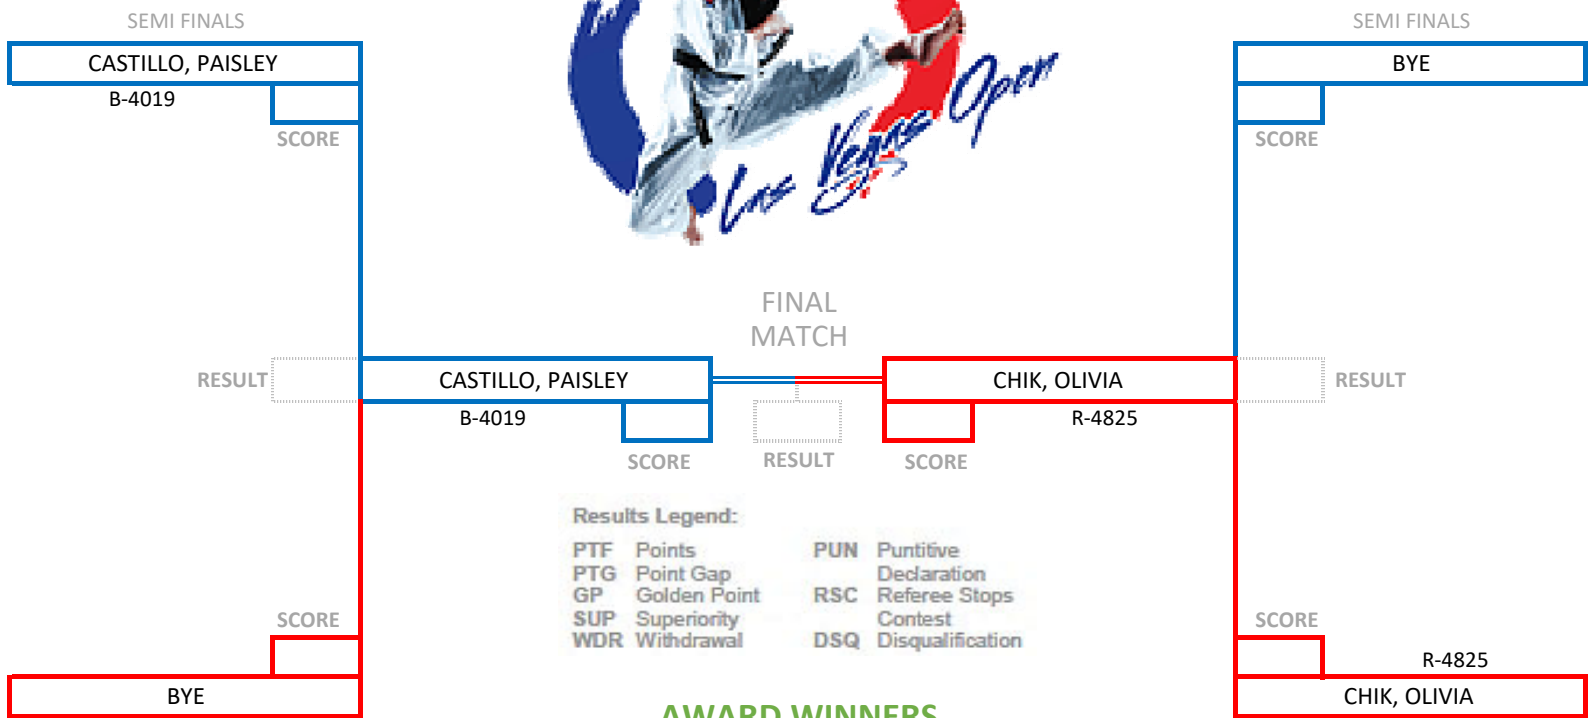 SEMI FINALS
SEMI FINALS
CASTILLO, PAISLEY
BYE
B-4019
SCORE
SCORE
Las Vegas Open
FINAL
MATCH
RESULT
CASTILLO, PAISLEY
CHIK, OLIVIA
RESULT
B-4019
R-4825
SCORE
RESULT
SCORE
Results Legend:
PTF Points
PTG Point Gap
GP Golden Point
SUP Superiority
WDR Withdrawal
PUN Puntitive
Declaration
RSC Referee Stops
Contest
DSQ Disqualification
SCORE
SCORE
R-4825
BYE
CHIK, OLIVIA
AWARD WINNERS